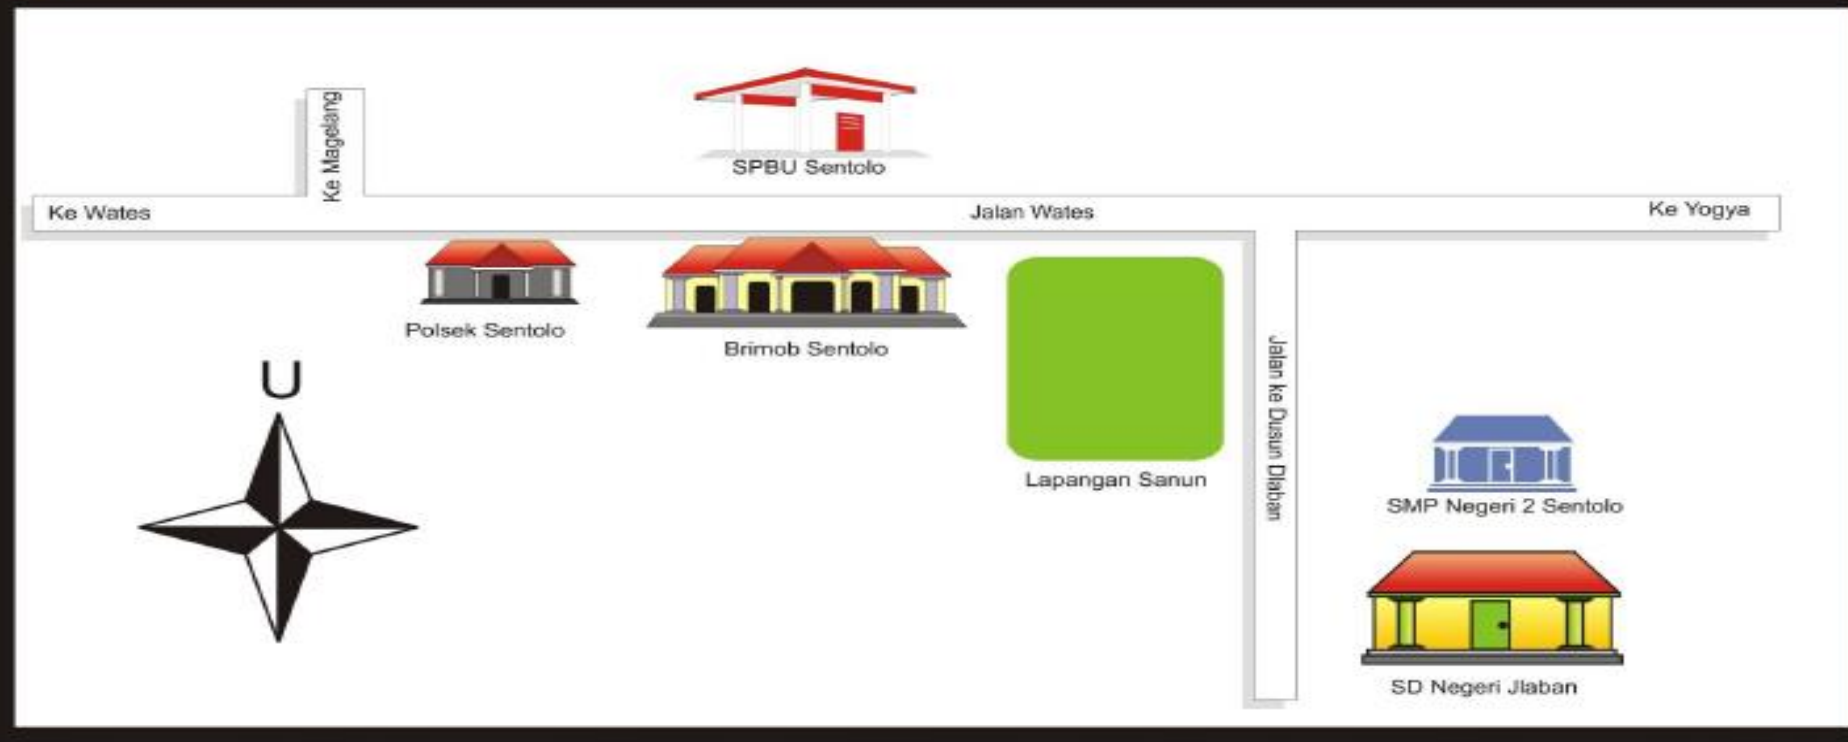 Ke Magelang
SPBU Sentolo
Ke Wates
Jalan Wates
Ke Yogya
Polsek Sentolo
Brimob Sentolo
U
Lapangan Sanun
Jalan ke Dusun Dlaban
SMP Negeri 2 Sentolo
SD Negeri Jlaban